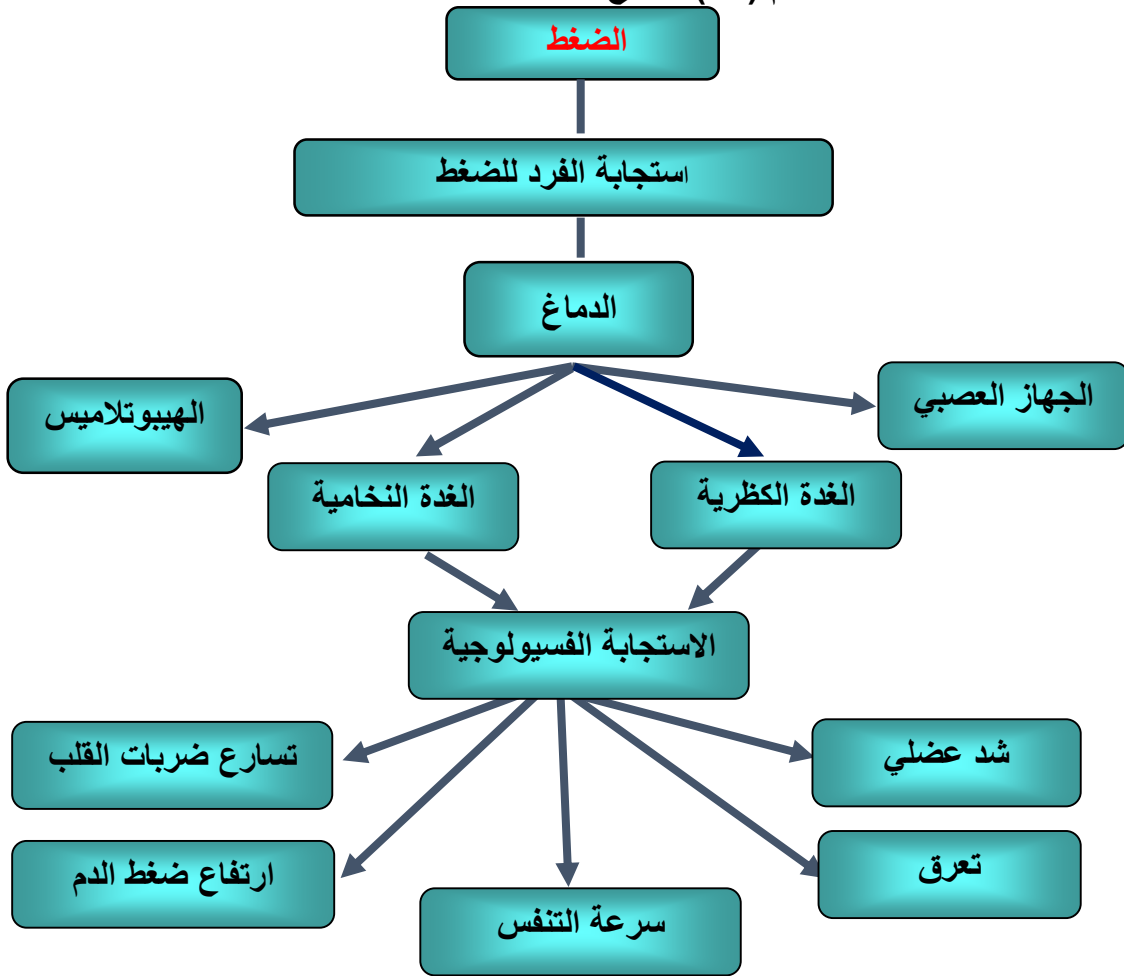 الضغط
استجابة الفرد للضغط
الدماغ
الجهاز العصبي
الهيبوتلاميس
الغدة الكظرية
الغدة النخامية
الاستجابة الفسيولوجية
شد عضلي
تسارع ضربات القلب
تعرق
ارتفاع ضغط الدم
سرعة التنفس